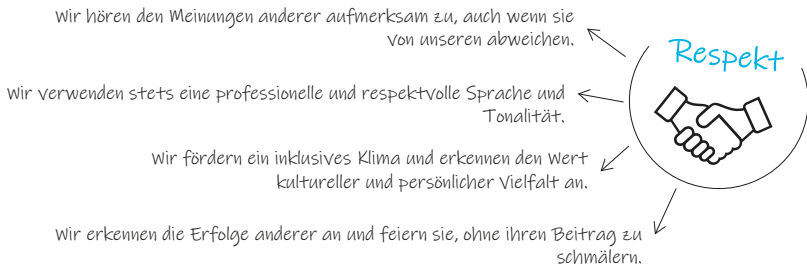 Wir hören den Meinungen anderer aufmerksam zu, auch wenn sie
von unseren abweichen.
Respekt
Wir verwenden stets eine professionelle und respektvolle Sprache und
Tonalität.
Wir fördern ein inklusives Klima und erkennen den Wert
kultureller und persönlicher Vielfalt an.
Wir erkennen die Erfolge anderer an und feiern sie, ohne ihren Beitrag zu
schmälern.